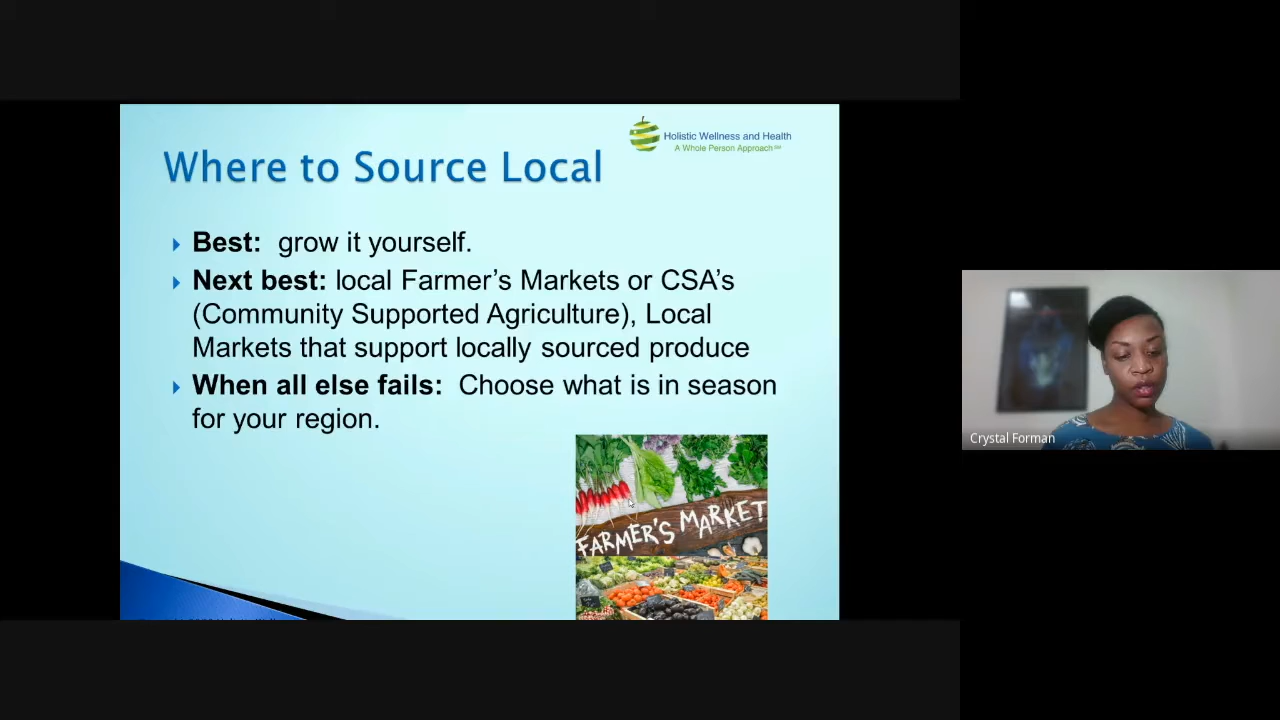 Holistic Wellness and Health
A Whole Person Approach℠
Where to Source Local
Best: grow it yourself.
Next best: local Farmer's Markets or CSA's
(Community Supported Agriculture), Local
Markets that support locally sourced produce
When all else fails: Choose what is in season
for your region.
FARMER'S MARKET
Crystal Forman